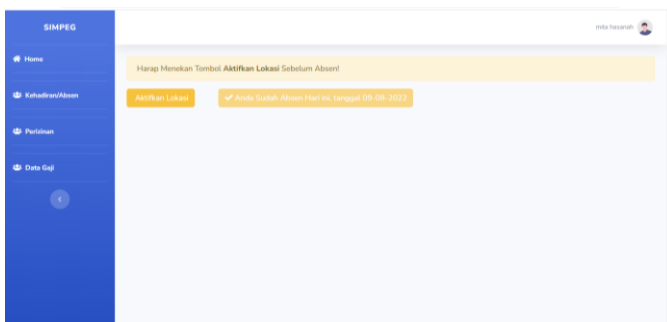 SIMPEG
mita hasanah
Home
Harap Menekan Tombol Aktifkan Lokasi Sebelum Absen!
Kehadiran/Absen
Aktifkan Lokasi
Anda Sudah Absen Hari ini, tanggal 09-08-2022
Perizinan
Data Gaji